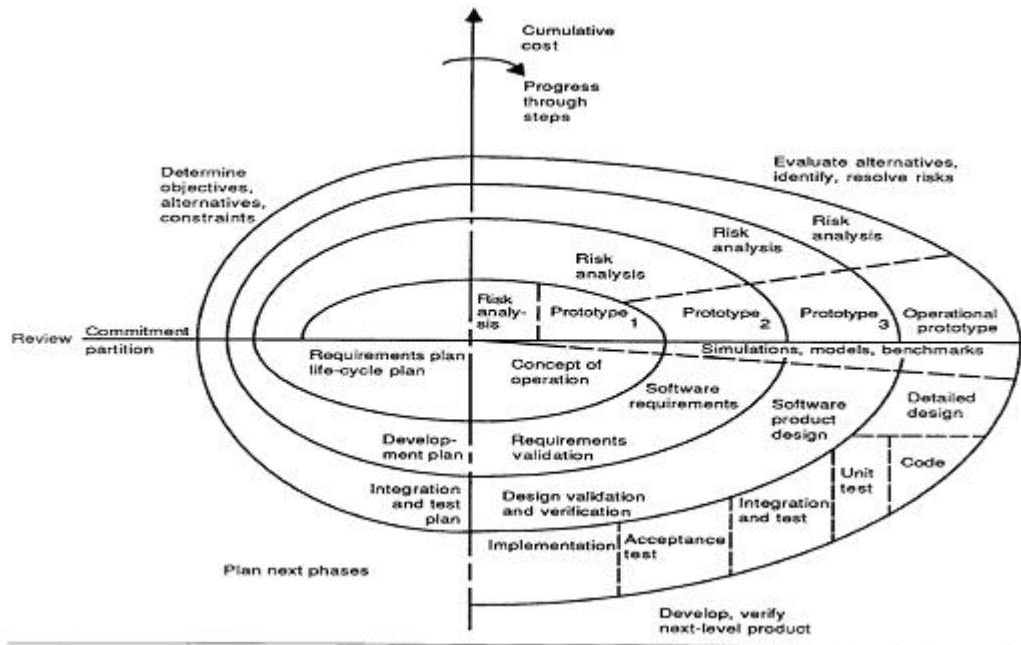 Cumulative
cost
Progress
through
steps
Determine
objectives,
alternatives,
constraints
Evaluate alternatives,
identify, resolve risks
Risk
analysis
Risk
analysis
Risk
analysis
Risk
analy-
sis
Prototype 1
Prototype 2
Prototype 3
Operational
prototype
Review
Commitment
partition
Simulations, models, benchmarks
Requirements plan
life-cycle plan
Concept of
operation
Software
requirements
Software
product
design
Detailed
design
Develop-
ment plan
Requirements
validation
Code
Unit
test
Integration
and test
plan
Design validation
and verification
Integration
and test
Acceptance
test
Implementation
Plan next phases
Develop, verify
next-level product